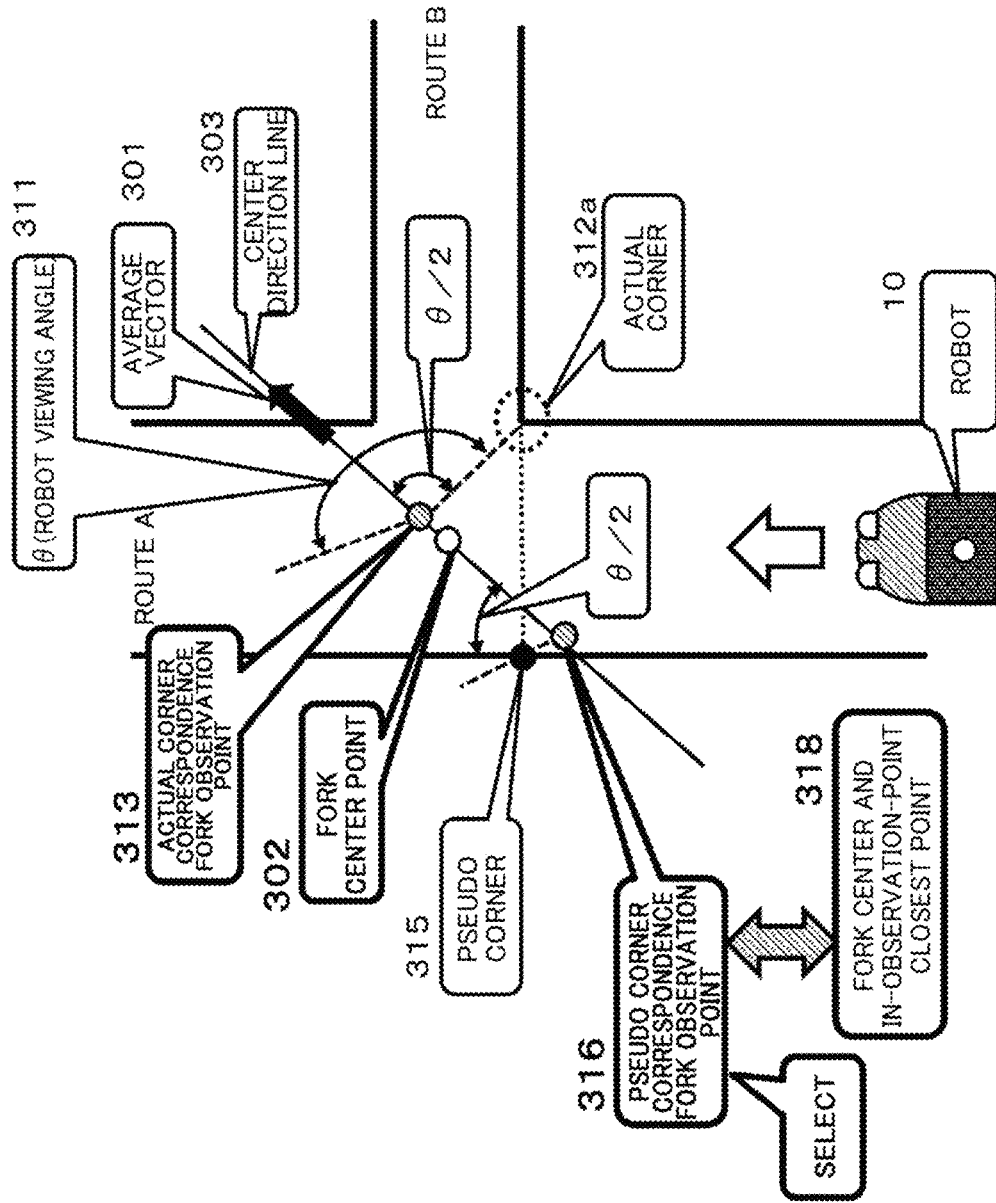 311
θ (ROBOT VIEWING ANGLE)
301
AVERAGE
VECTOR
303
CENTER
DIRECTION LINE
ROUTE B
ROUTE A
θ/2
312a
ACTUAL
CORNER
313
ACTUAL CORNER
CORRESPONDENCE
FORK OBSERVATION
POINT
302
FORK
CENTER POINT
θ/2
10
ROBOT
315
PSEUDO
CORNER
316
PSEUDO CORNER
CORRESPONDENCE
FORK OBSERVATION
POINT
318
FORK CENTER AND
IN-OBSERVATION-POINT
CLOSEST POINT
SELECT